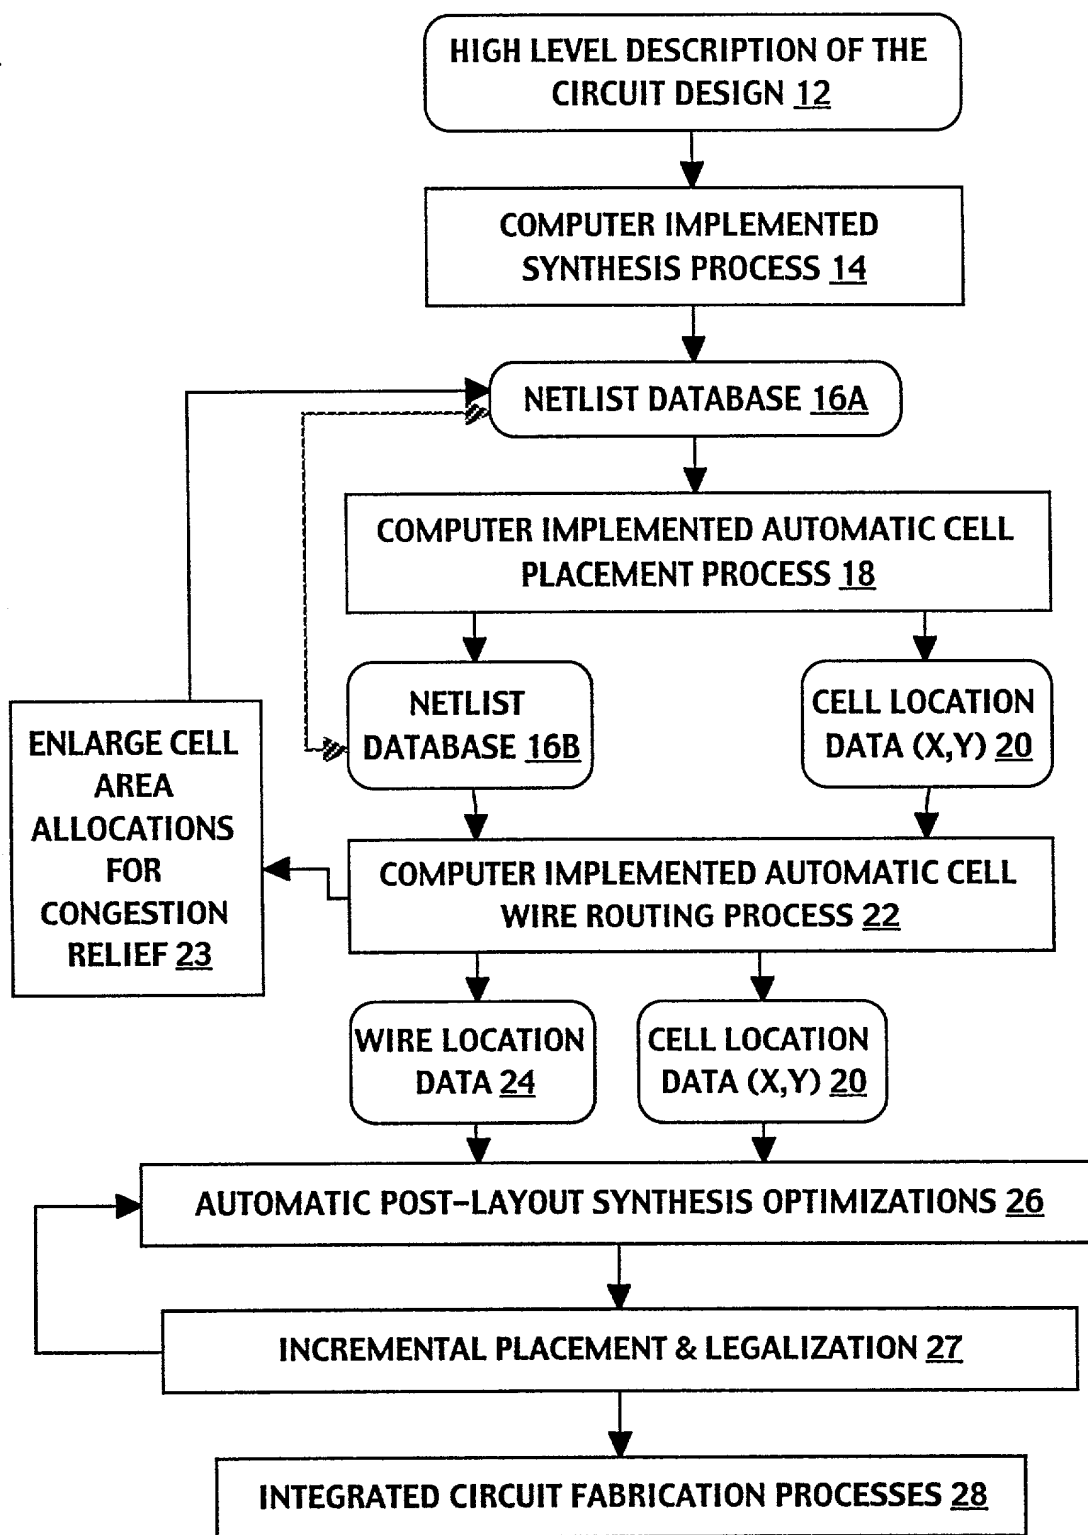 HIGH LEVEL DESCRIPTION OF THE
CIRCUIT DESIGN 12
COMPUTER IMPLEMENTED
SYNTHESIS PROCESS 14
NETLIST DATABASE 16A
COMPUTER IMPLEMENTED AUTOMATIC CELL
PLACEMENT PROCESS 18
NETLIST
DATABASE 16B
CELL LOCATION
DATA (X,Y) 20
ENLARGE CELL
AREA
ALLOCATIONS
FOR
CONGESTION
RELIEF 23
COMPUTER IMPLEMENTED AUTOMATIC CELL
WIRE ROUTING PROCESS 22
WIRE LOCATION
DATA 24
CELL LOCATION
DATA (X,Y) 20
AUTOMATIC POST-LAYOUT SYNTHESIS OPTIMIZATIONS 26
INCREMENTAL PLACEMENT & LEGALIZATION 27
INTEGRATED CIRCUIT FABRICATION PROCESSES 28